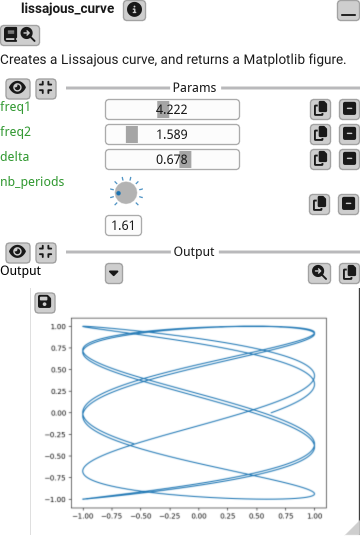 lissajous_curve
Creates a Lissajous curve, and returns a Matplotlib figure.
Params
freq1 4.222
freq2 1.589
delta 0.678
nb_periods
1.61
Output
Output
1.00
0.75
0.50
0.25
0.00
−0.25
−0.50
−0.75
−1.00
−1.00 −0.75 −0.50 −0.25 0.00 0.25 0.50 0.75 1.00